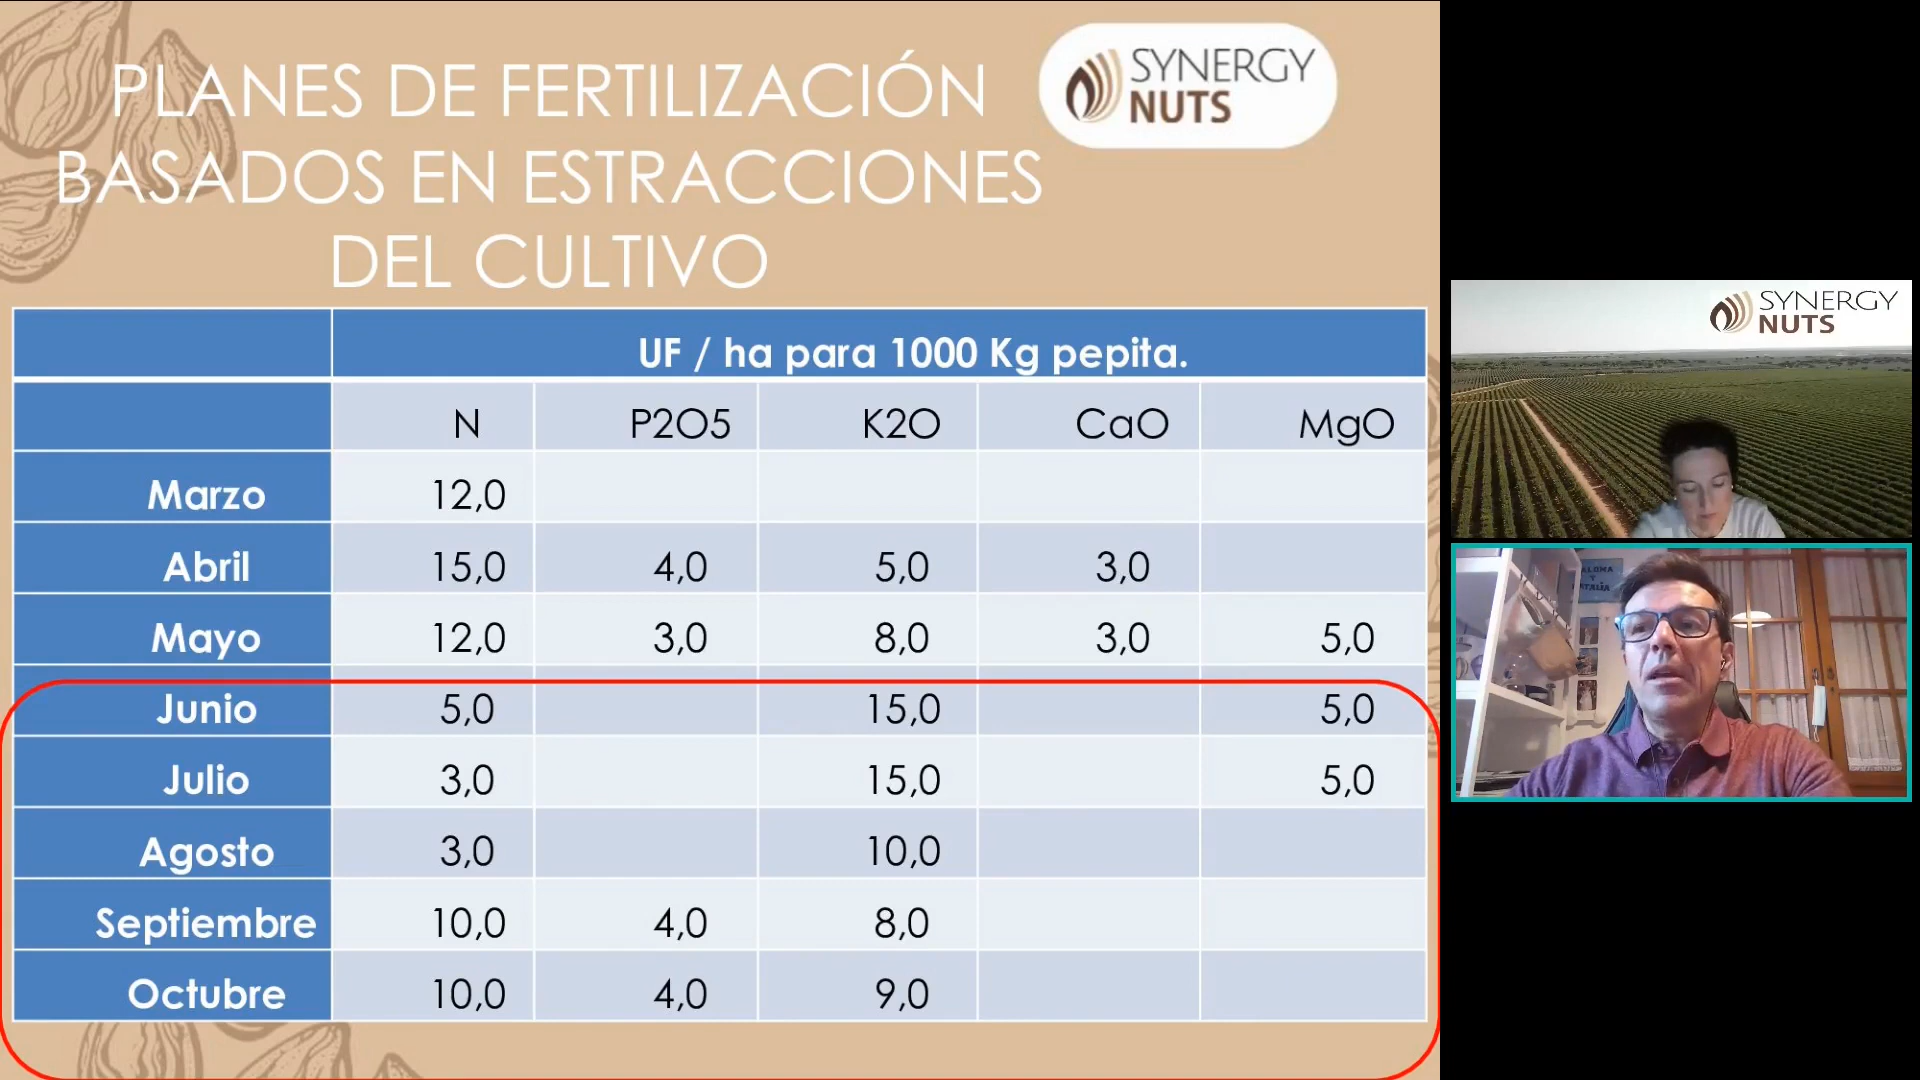 PLANES DE FERTILIZACIÓN
BASADOS EN ESTRACCIONES
DEL CULTIVO
SYNERGY
NUTS
UF / ha para 1000 Kg pepita.
N P2O5 K2O CaO MgO
Marzo 12,0
Abril 15,0 4,0 5,0 3,0
Mayo 12,0 3,0 8,0 3,0 5,0
Junio 5,0 15,0 5,0
Julio 3,0 15,0 5,0
Agosto 3,0 10,0
Septiembre 10,0 4,0 8,0
Octubre 10,0 4,0 9,0
SYNERGY
NUTS
Y